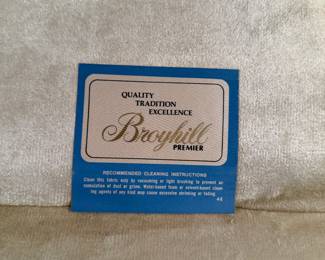 QUALITY
TRADITION
EXCELLENCE
Broyhill
PREMIER
RECOMMENDED CLEANING INSTRUCTIONS
Clean this fabric only by vacuuming or light brushing to prevent an
accumulation of dust or grime. Water-based foam or solvent-based clean-
ing agents of any kind may cause excessive shrinking or fading.